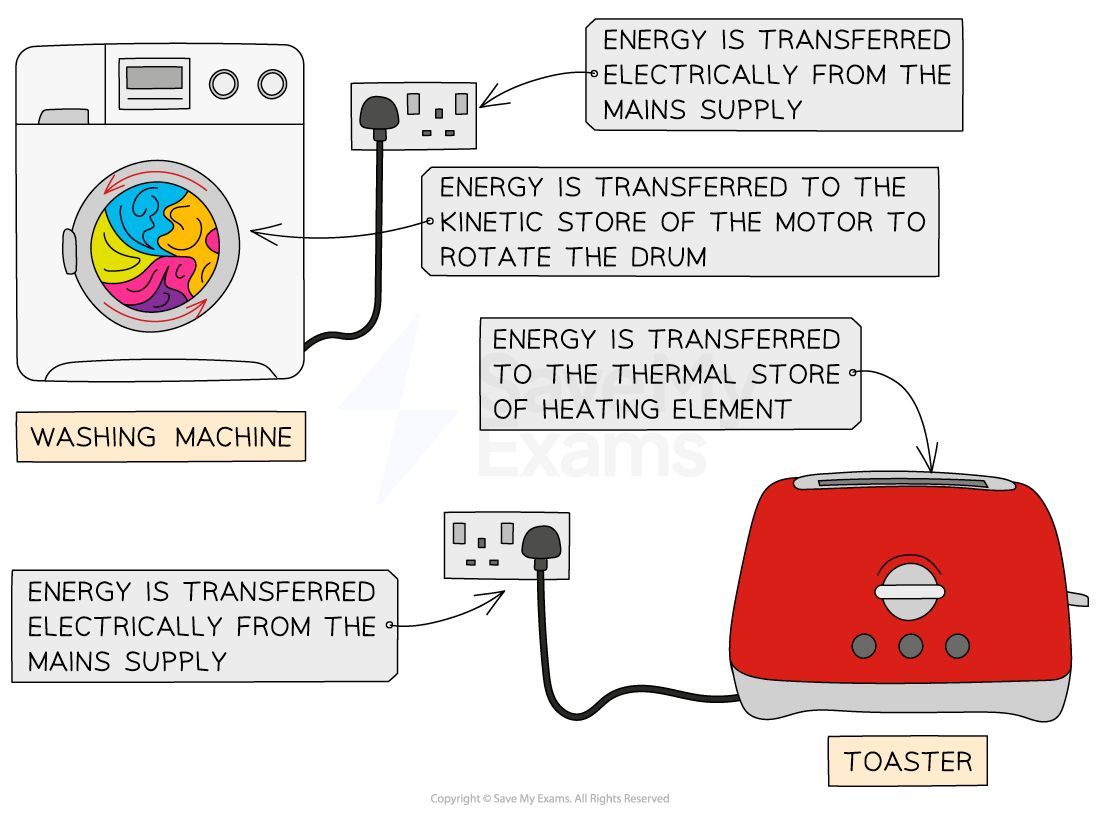 ENERGY IS TRANSFERRED
ELECTRICALLY FROM THE
MAINS SUPPLY
ENERGY IS TRANSFERRED TO THE
KINETIC STORE OF THE MOTOR TO
ROTATE THE DRUM
ENERGY IS TRANSFERRED
TO THE THERMAL STORE
OF HEATING ELEMENT
WASHING MACHINE
Save My
Exams
ENERGY IS TRANSFERRED
ELECTRICALLY FROM THE
MAINS SUPPLY
TOASTER
Copyright © Save My Exams. All Rights Reserved